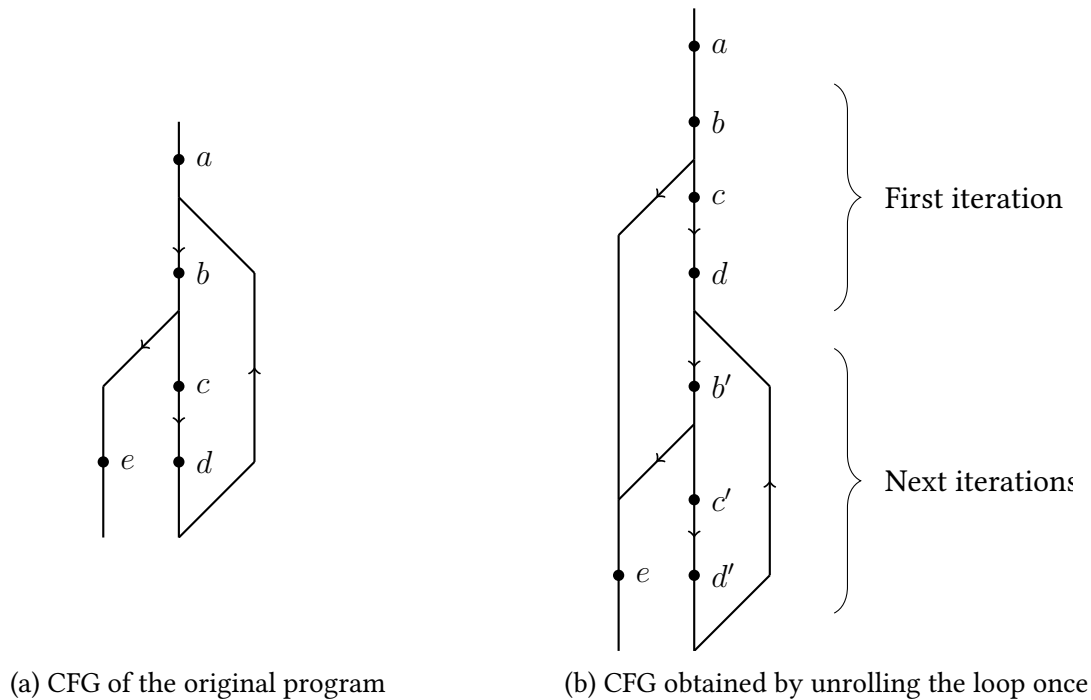 a
b
c
e
d
a
b
c
d
b′
c′
e
d′
First iteration
Next iterations
(a) CFG of the original program
(b) CFG obtained by unrolling the loop once